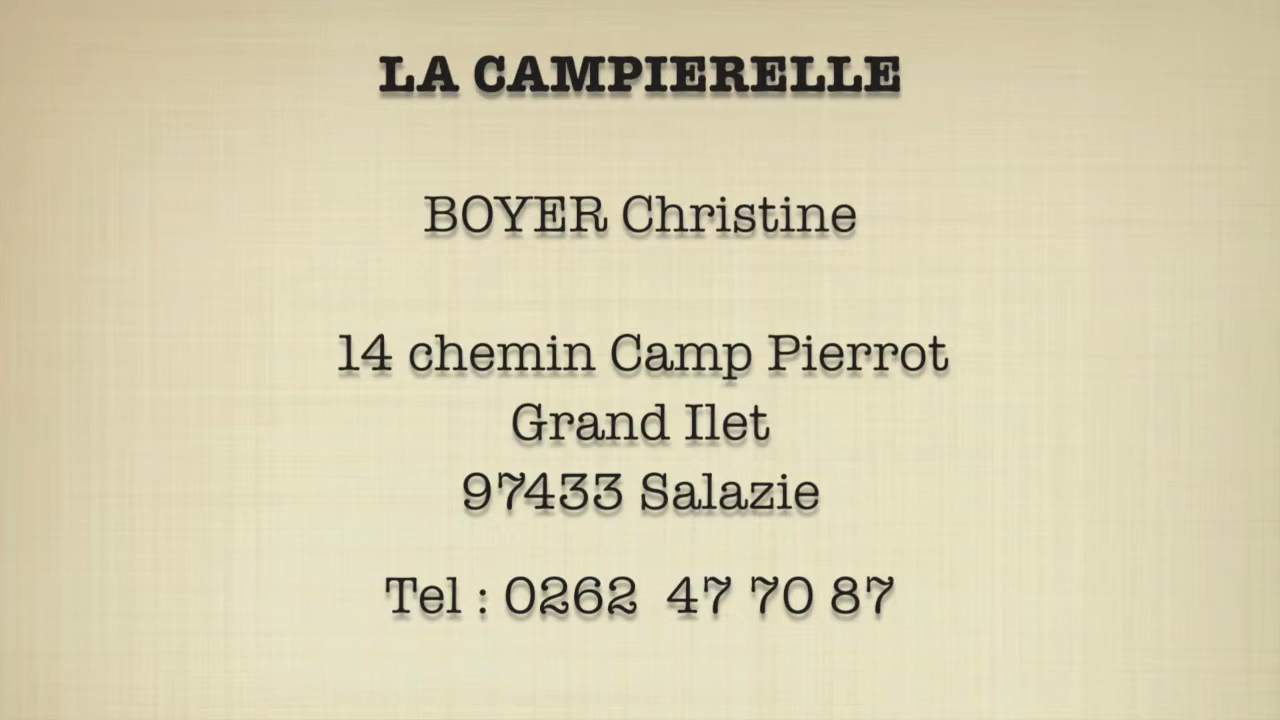 LA CAMPIERELLE
BOYER Christine
14 chemin Camp Pierrot
Grand Ilet
97433 Salazie
Tel : 0262  47 70 87